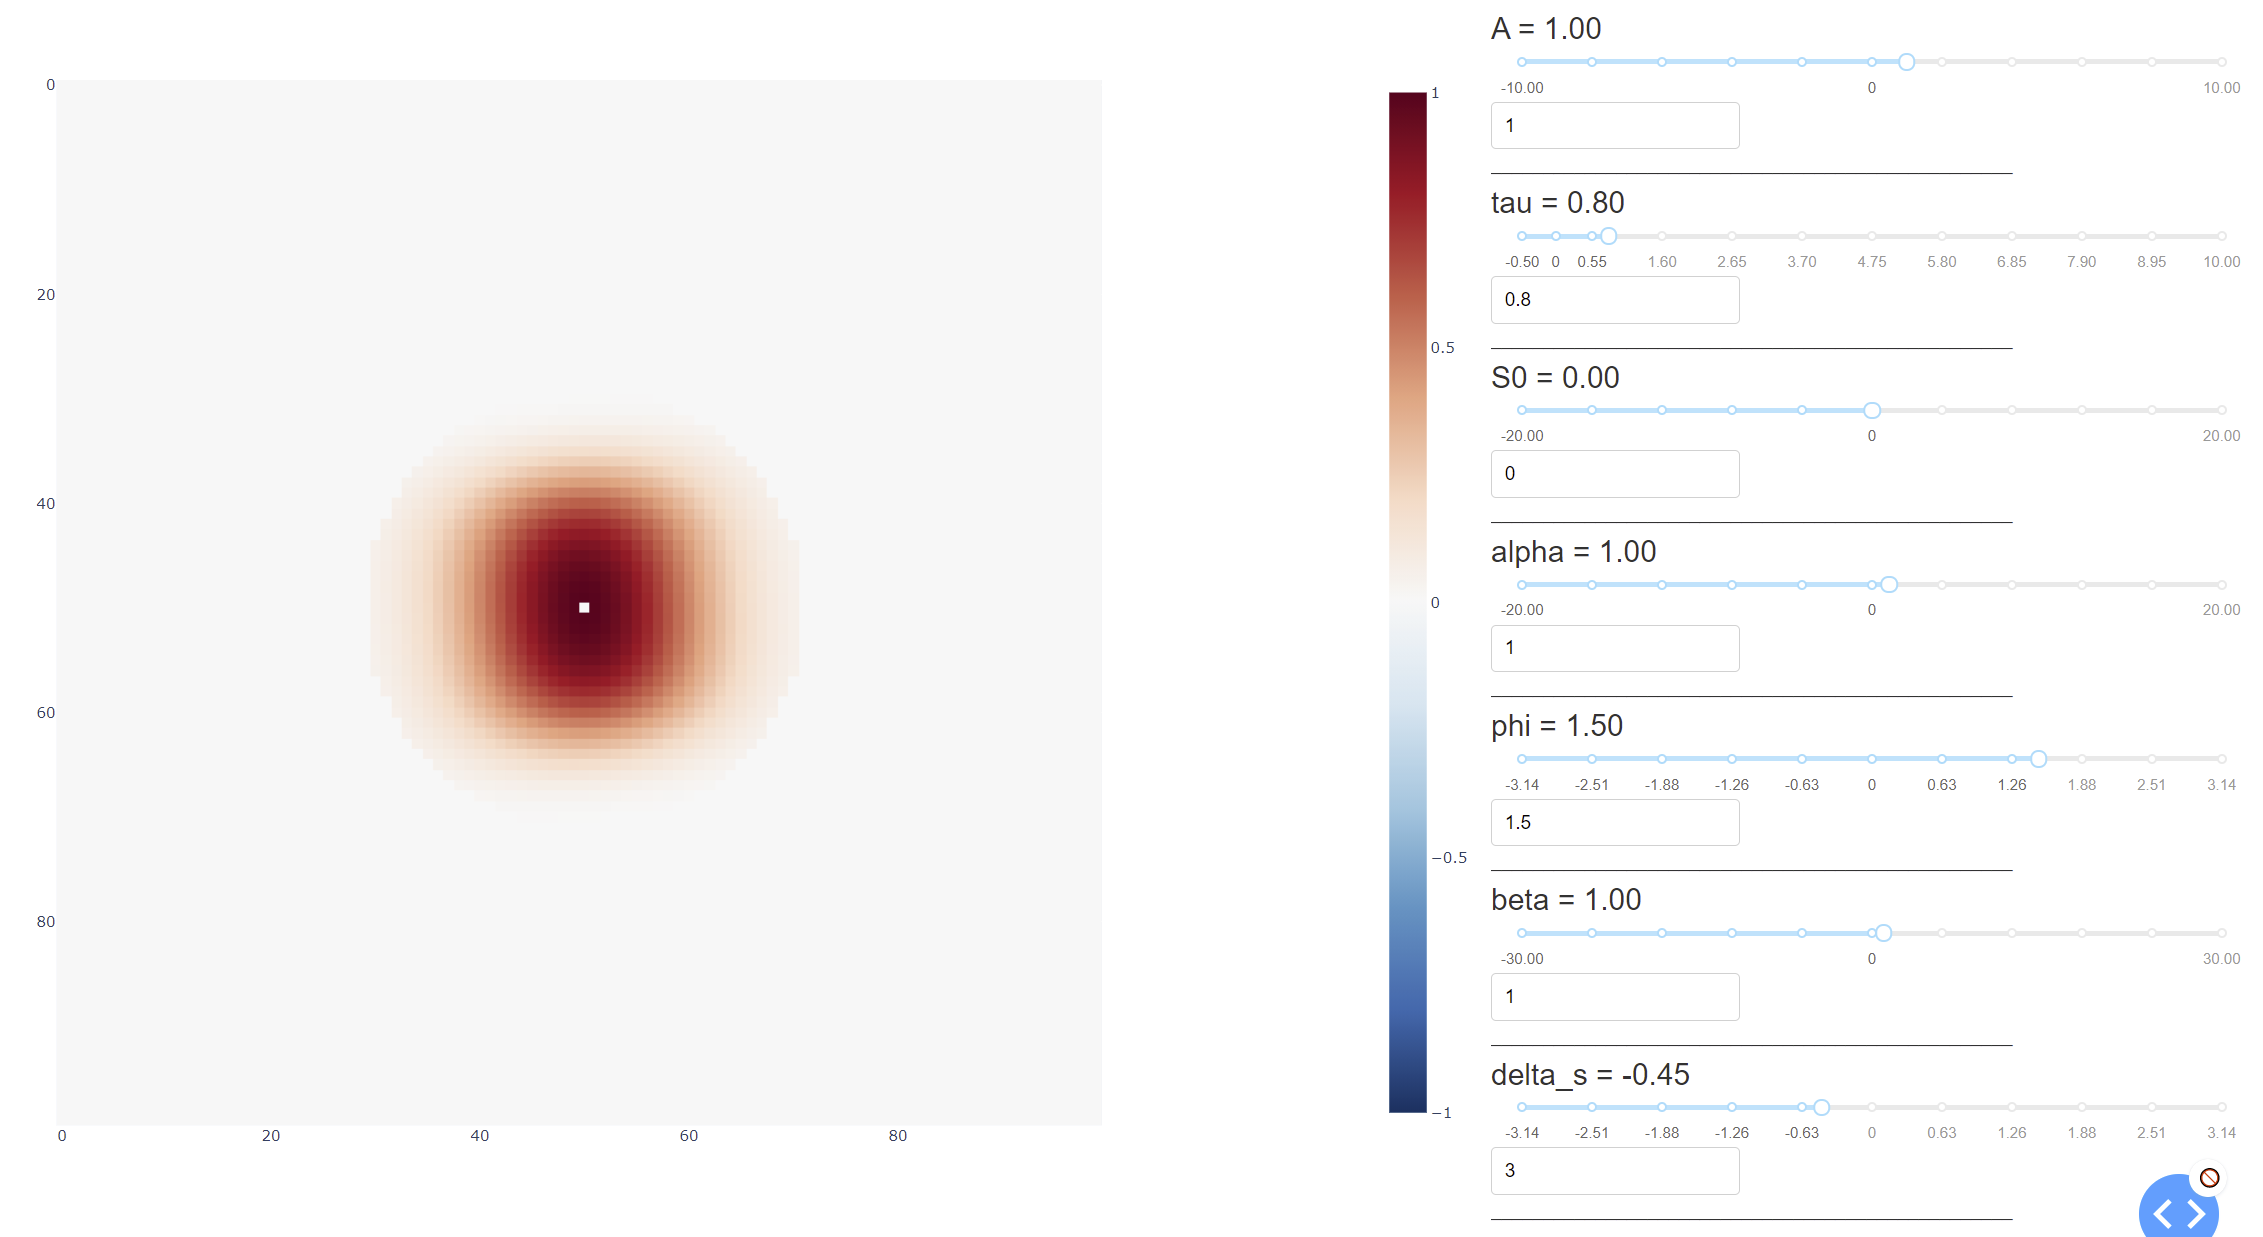 0
20
40
60
80
0 20 40 60 80
1
0.5
0
−0.5
−1
A = 1.00
-10.00 0 10.00
1
tau = 0.80
-0.50 0 0.55 1.60 2.65 3.70 4.75 5.80 6.85 7.90 8.95 10.00
0.8
S0 = 0.00
-20.00 0 20.00
0
alpha = 1.00
-20.00 0 20.00
1
phi = 1.50
-3.14 -2.51 -1.88 -1.26 -0.63 0 0.63 1.26 1.88 2.51 3.14
1.5
beta = 1.00
-30.00 0 30.00
1
delta_s = -0.45
-3.14 -2.51 -1.88 -1.26 -0.63 0 0.63 1.26 1.88 2.51 3.14
3